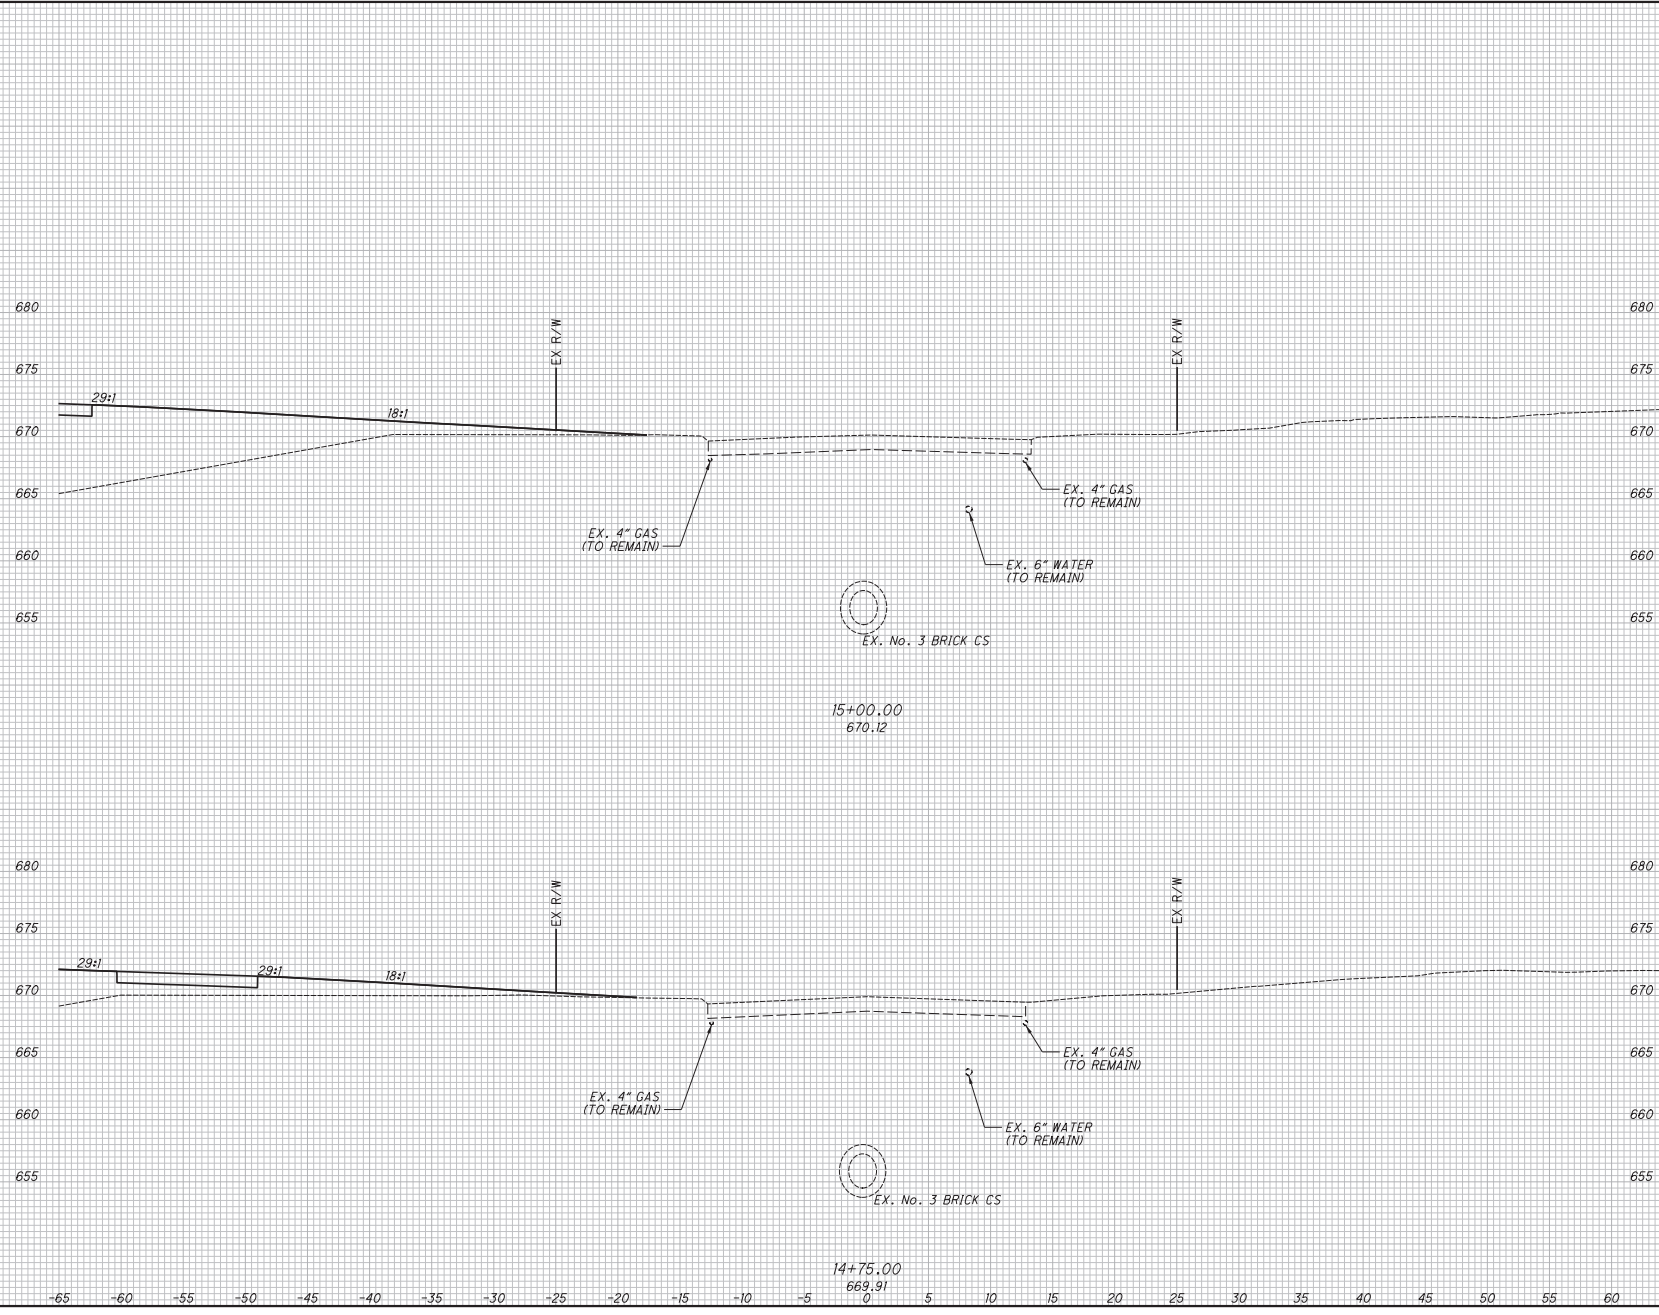 680 680
EX R/W EX R/W
675 675
29:1
18:1
670 670
665 665
EX. 4" GAS
(TO REMAIN)
EX. 4" GAS
(TO REMAIN)
660 660
EX. 6" WATER
(TO REMAIN)
655 655
EX. No. 3 BRICK CS
15+00.00
670.12
680 680
EX R/W EX R/W
675 675
29:1 29:1 18:1
670 670
665 665
EX. 4" GAS
(TO REMAIN)
EX. 4" GAS
(TO REMAIN)
660 660
EX. 6" WATER
(TO REMAIN)
655 655
EX. No. 3 BRICK CS
14+75.00
669.91
-65 -60 -55 -50 -45 -40 -35 -30 -25 -20 -15 -10 -5 0 5 10 15 20 25 30 35 40 45 50 55 60